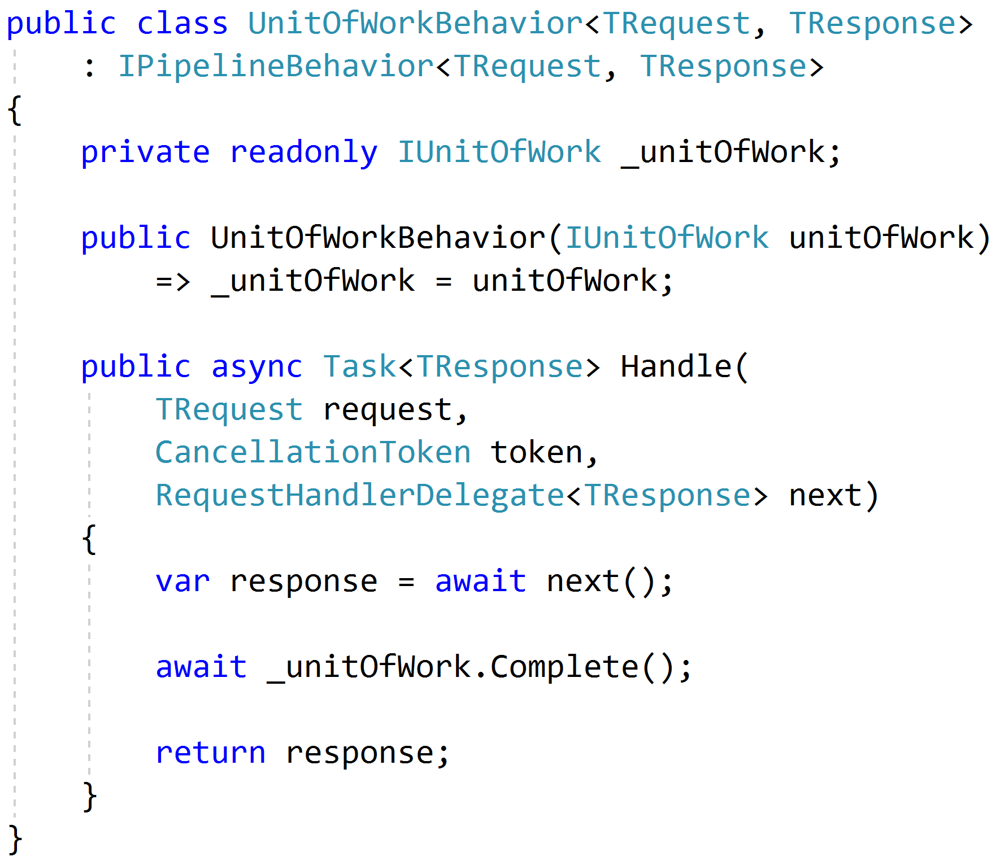 public class UnitOfWorkBehavior<TRequest, TResponse>
    : IPipelineBehavior<TRequest, TResponse>
{
    private readonly IUnitOfWork _unitOfWork;

    public UnitOfWorkBehavior(IUnitOfWork unitOfWork)
        => _unitOfWork = unitOfWork;

    public async Task<TResponse> Handle(
        TRequest request,
        CancellationToken token,
        RequestHandlerDelegate<TResponse> next)
    {
        var response = await next();

        await _unitOfWork.Complete();

        return response;
    }
}